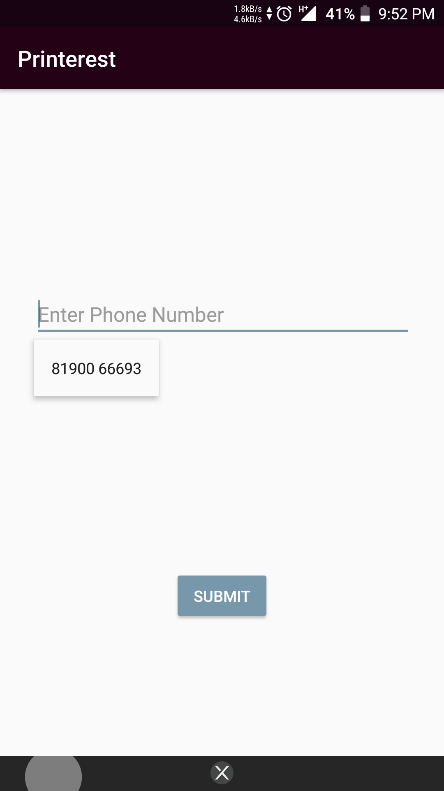 1.8kB/s
4.6kB/s
H+
41%
9:52 PM
Printerest
Enter Phone Number
81900 66693
SUBMIT